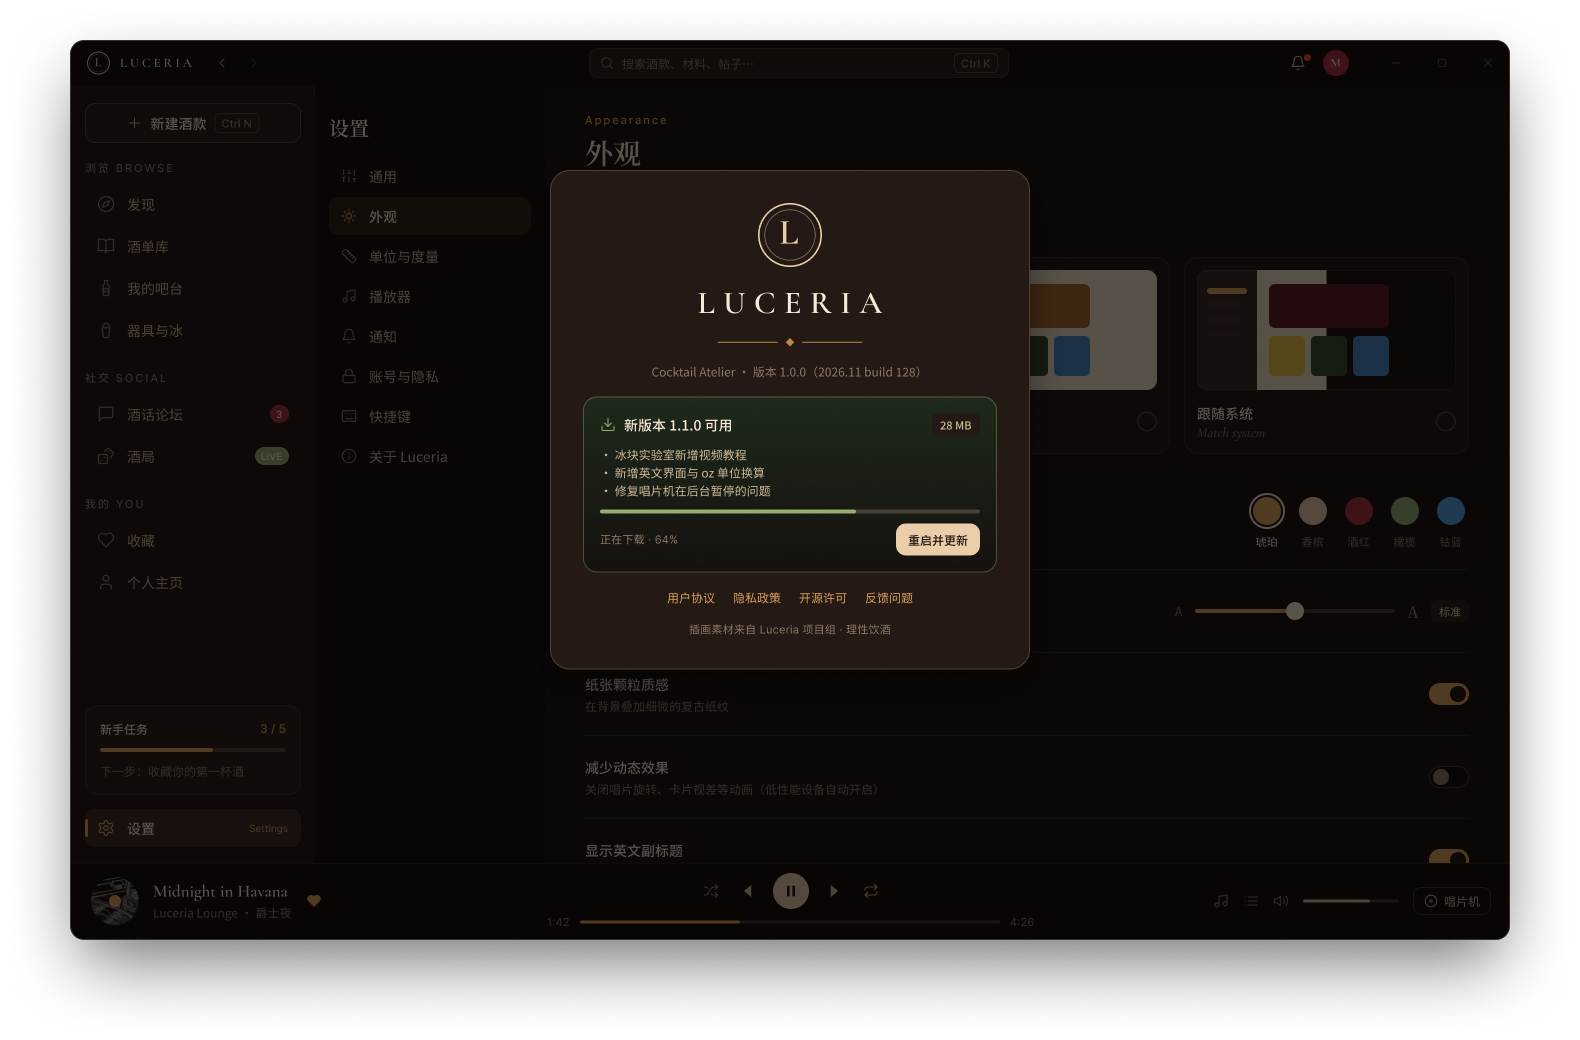 L LUCERIA
搜索酒款、材料、帖子… Ctrl K
M
新建酒款 Ctrl N
浏览 BROWSE
发现
酒单库
我的吧台
器具与冰
社交 SOCIAL
酒话论坛 3
酒局 LIVE
我的 YOU
收藏
个人主页
新手任务 3 / 5
下一步：收藏你的第一杯酒
设置 Settings
设置
通用
外观
单位与度量
播放器
通知
账号与隐私
快捷键
关于 Luceria
Appearance
外观
跟随系统
Match system
琥珀 香槟 酒红 橄榄 钴蓝
A A 标准
纸张颗粒质感
在背景叠加细微的复古纸纹
减少动态效果
关闭唱片旋转、卡片视差等动画（低性能设备自动开启）
显示英文副标题
L
LUCERIA
Cocktail Atelier · 版本 1.0.0（2026.11 build 128）
新版本 1.1.0 可用 28 MB
· 冰块实验室新增视频教程
· 新增英文界面与 oz 单位换算
· 修复唱片机在后台暂停的问题
正在下载 · 64% 重启并更新
用户协议 隐私政策 开源许可 反馈问题
插画素材来自 Luceria 项目组 · 理性饮酒
Midnight in Havana
Luceria Lounge · 爵士夜
1:42 4:26
唱片机